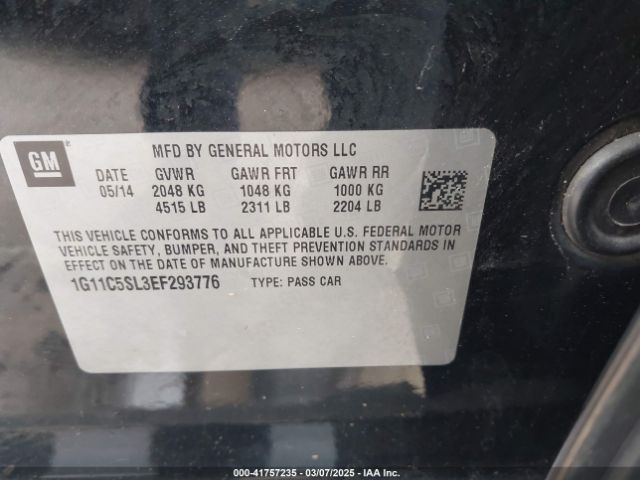 GM
MFD BY GENERAL MOTORS LLC
DATE GVWR GAWR FRT GAWR RR
05/14 2048 KG 1048 KG 1000 KG
4515 LB 2311 LB 2204 LB
THIS VEHICLE CONFORMS TO ALL APPLICABLE U.S. FEDERAL MOTOR
VEHICLE SAFETY, BUMPER, AND THEFT PREVENTION STANDARDS IN
EFFECT ON THE DATE OF MANUFACTURE SHOWN ABOVE.
1G11C5SL3EF293776 TYPE: PASS CAR
000-41757235 - 03/07/2025 - IAA Inc.